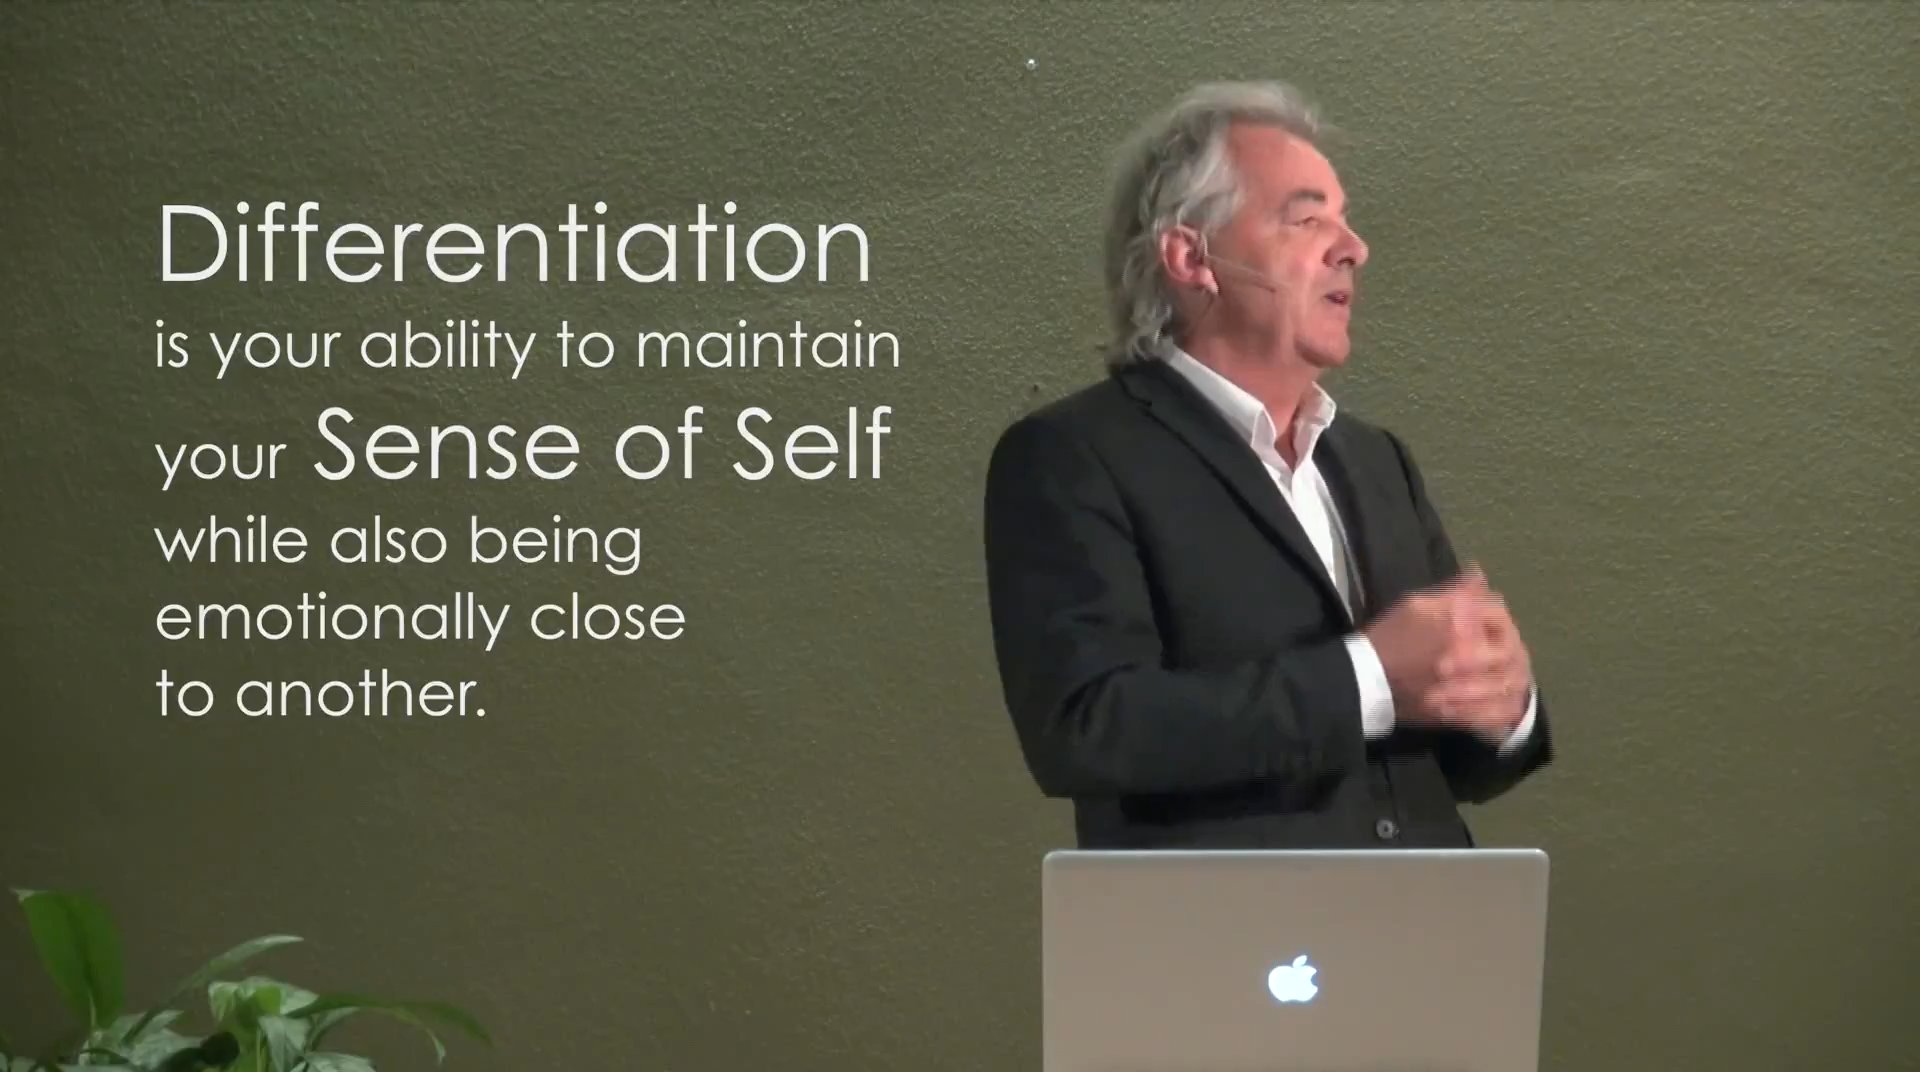 Differentiation
is your ability to maintain
your Sense of Self
while also being
emotionally close
to another.